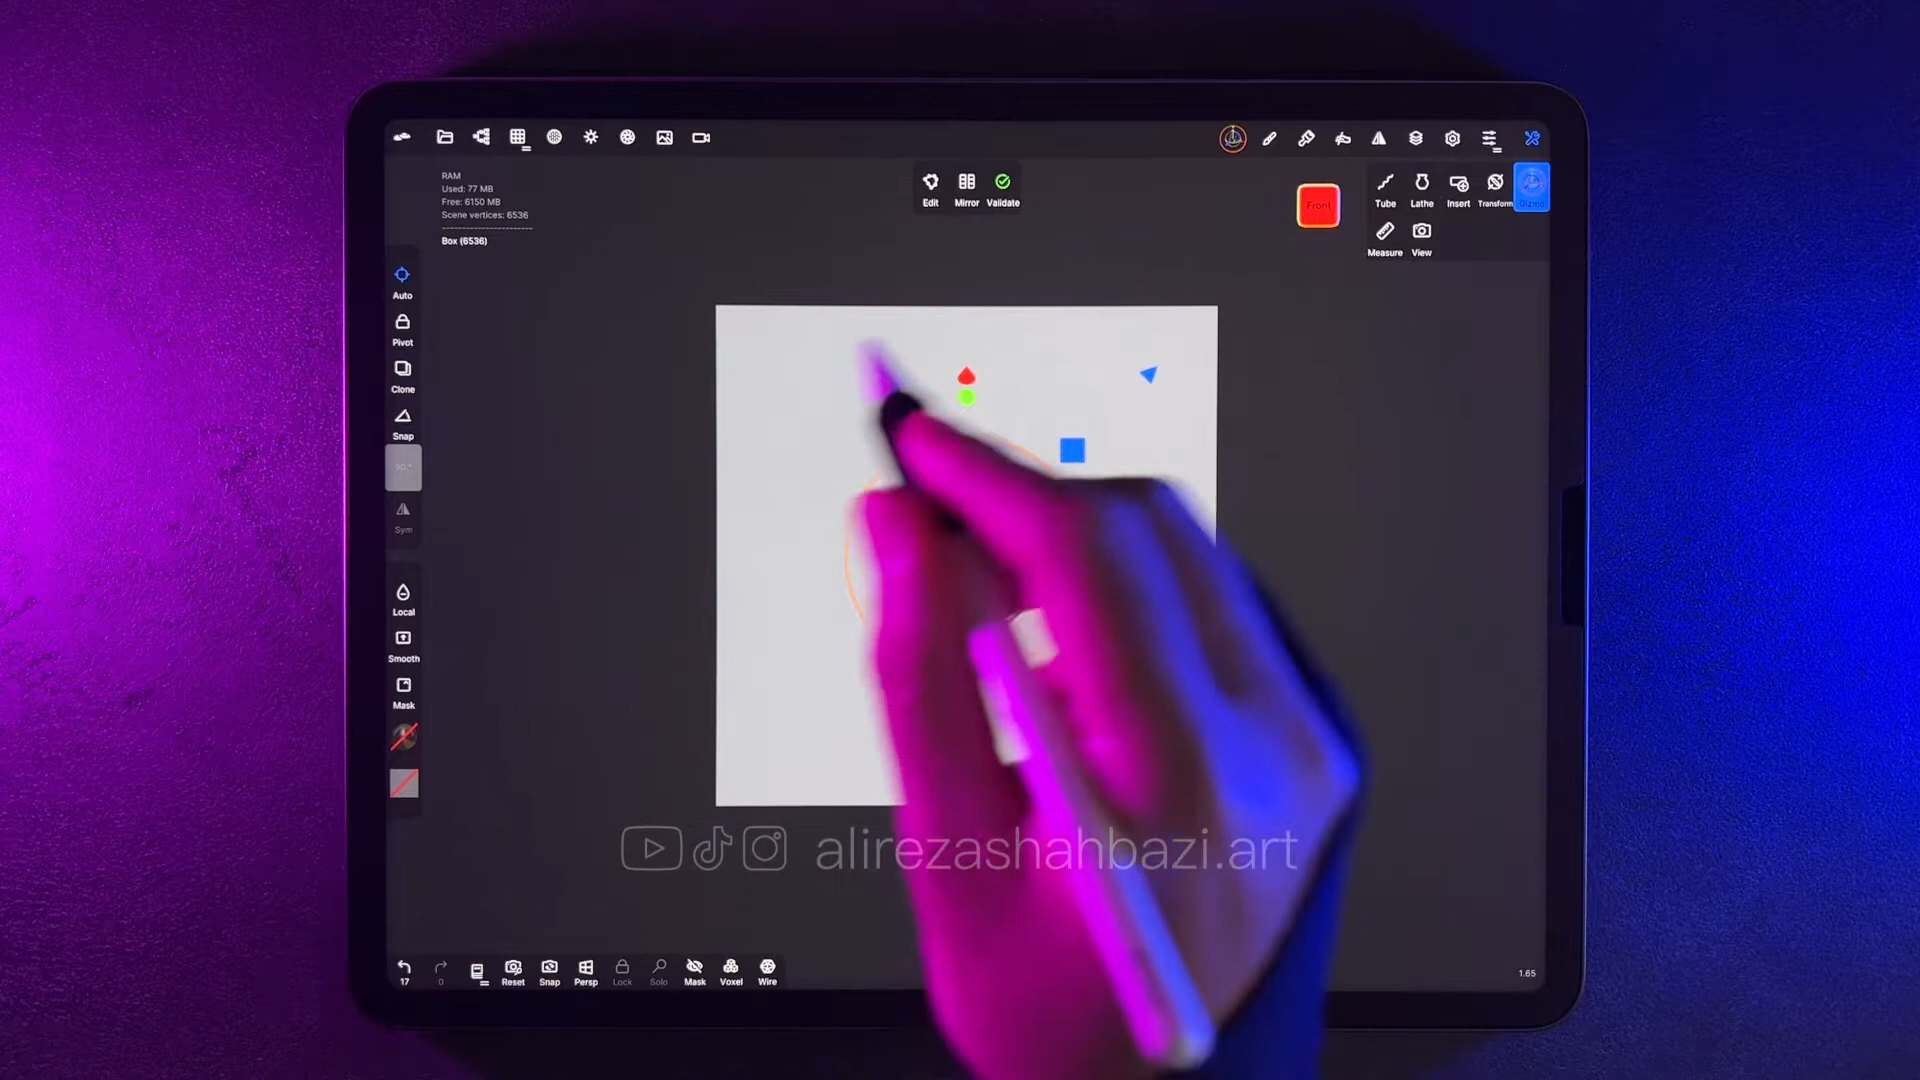 RAM
Used: 77 MB
Free: 6150 MB
Scene vertices: 6536
Box (6536)
Edit
Mirror
Validate
Front
Tube
Lathe
Insert
Transform
Gizmo
Measure
View
Auto
Pivot
Clone
Snap
90°
Sym
Local
Smooth
Mask
alirezashahbazi.art
17
0
Reset
Snap
Persp
Lock
Solo
Mask
Voxel
Wire
1.65